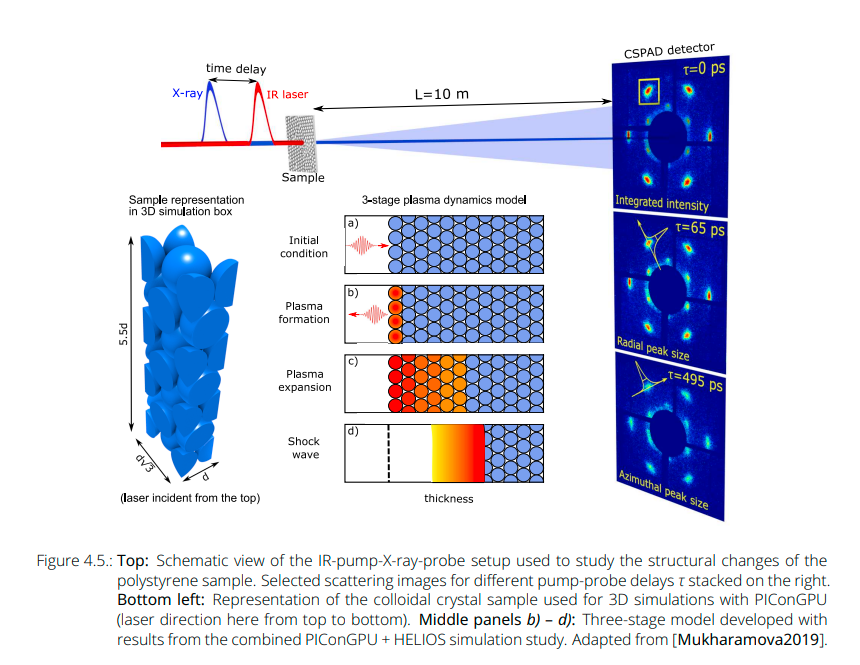 CSPAD detector
time delay
X-ray
IR laser
L=10 m
τ=0 ps
Sample
Integrated intensity
Sample representation
in 3D simulation box
3-stage plasma dynamics model
τ=65 ps
a)
Initial
condition
b)
Plasma
formation
5.5d
Radial peak size
c)
Plasma
expansion
τ=495 ps
d)
Shock
wave
d√3
d
Azimuthal peak size
(laser incident from the top)
thickness
Figure 4.5.: Top: Schematic view of the IR-pump-X-ray-probe setup used to study the structural changes of the
polystyrene sample. Selected scattering images for different pump-probe delays τ stacked on the right.
Bottom left: Representation of the colloidal crystal sample used for 3D simulations with PIConGPU
(laser direction here from top to bottom). Middle panels b) – d): Three-stage model developed with
results from the combined PIConGPU + HELIOS simulation study. Adapted from [Mukharamova2019].